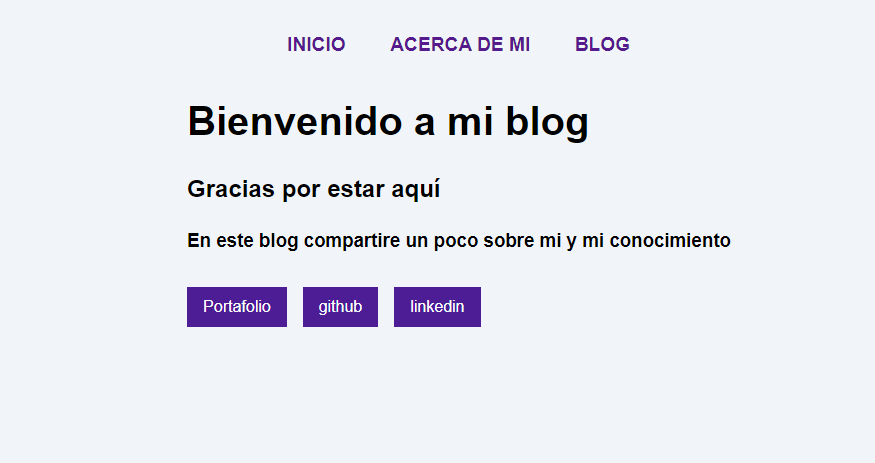 INICIO ACERCA DE MI BLOG
Bienvenido a mi blog
Gracias por estar aquí
En este blog compartire un poco sobre mi y mi conocimiento
Portafolio github linkedin